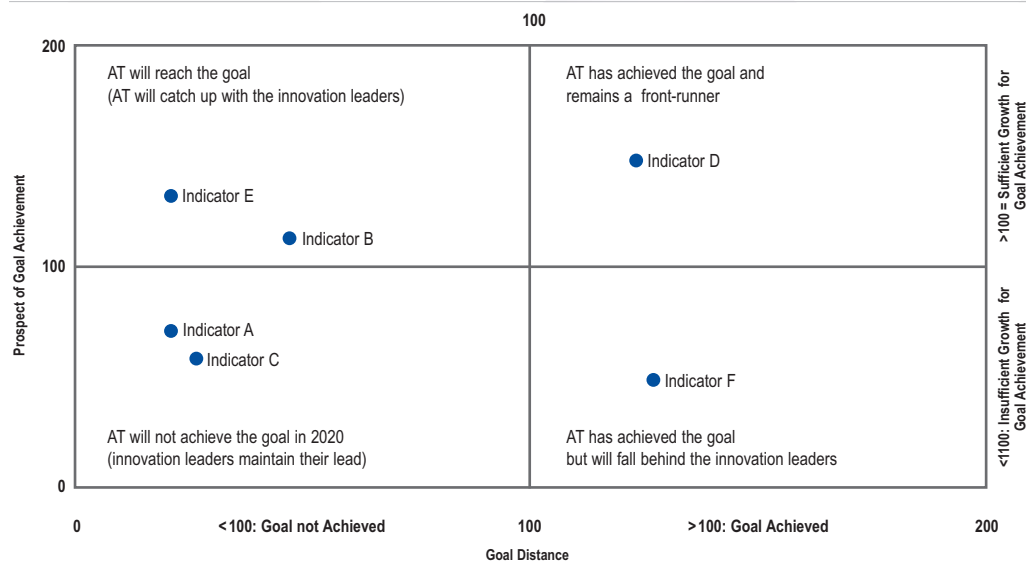 100
200
AT will reach the goal
(AT will catch up with the innovation leaders)
AT has achieved the goal and
remains a front-runner
Indicator D
Indicator E
Indicator B
>100 = Sufficient Growth for
Goal Achievement
Prospect of Goal Achievement
100
Indicator A
Indicator C
Indicator F
AT will not achieve the goal in 2020
(innovation leaders maintain their lead)
AT has achieved the goal
but will fall behind the innovation leaders
<1100: Insufficient Growth for
Goal Achievement
0
0
<100: Goal not Achieved
100
>100: Goal Achieved
200
Goal Distance